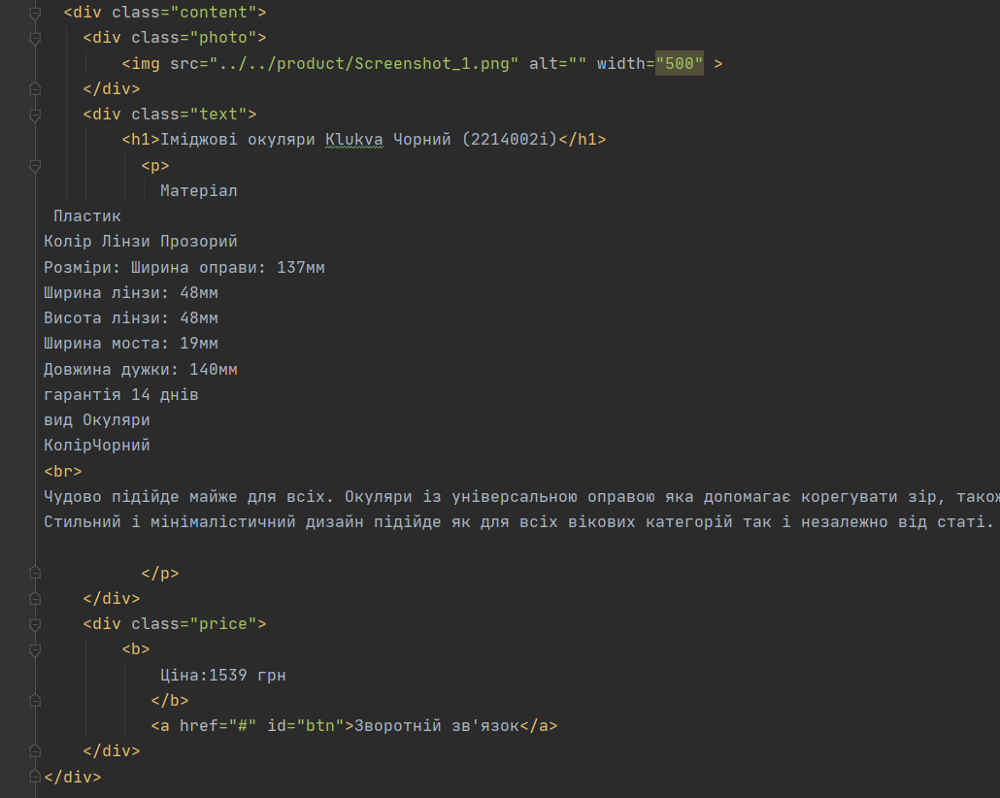 <div class="content">
<div class="photo">
<img src="../../product/Screenshot_1.png" alt="" width="500" >
</div>
<div class="text">
<h1>Іміджові окуляри Klukva Чорний (2214002і)</h1>
<p>
Матеріал
Пластик
Колір Лінзи Прозорий
Розміри: Ширина оправи: 137мм
Ширина лінзи: 48мм
Висота лінзи: 48мм
Ширина моста: 19мм
Довжина дужки: 140мм
гарантія 14 днів
вид Окуляри
КолірЧорний
<br>
Чудово підійде майже для всіх. Окуляри із універсальною оправою яка допомагає корегувати зір, також
Стильний і мінімалістичний дизайн підійде як для всіх вікових категорій так і незалежно від статі.
</p>
</div>
<div class="price">
<b>
Ціна:1539 грн
</b>
<a href="#" id="btn">Зворотній зв'язок</a>
</div>
</div>